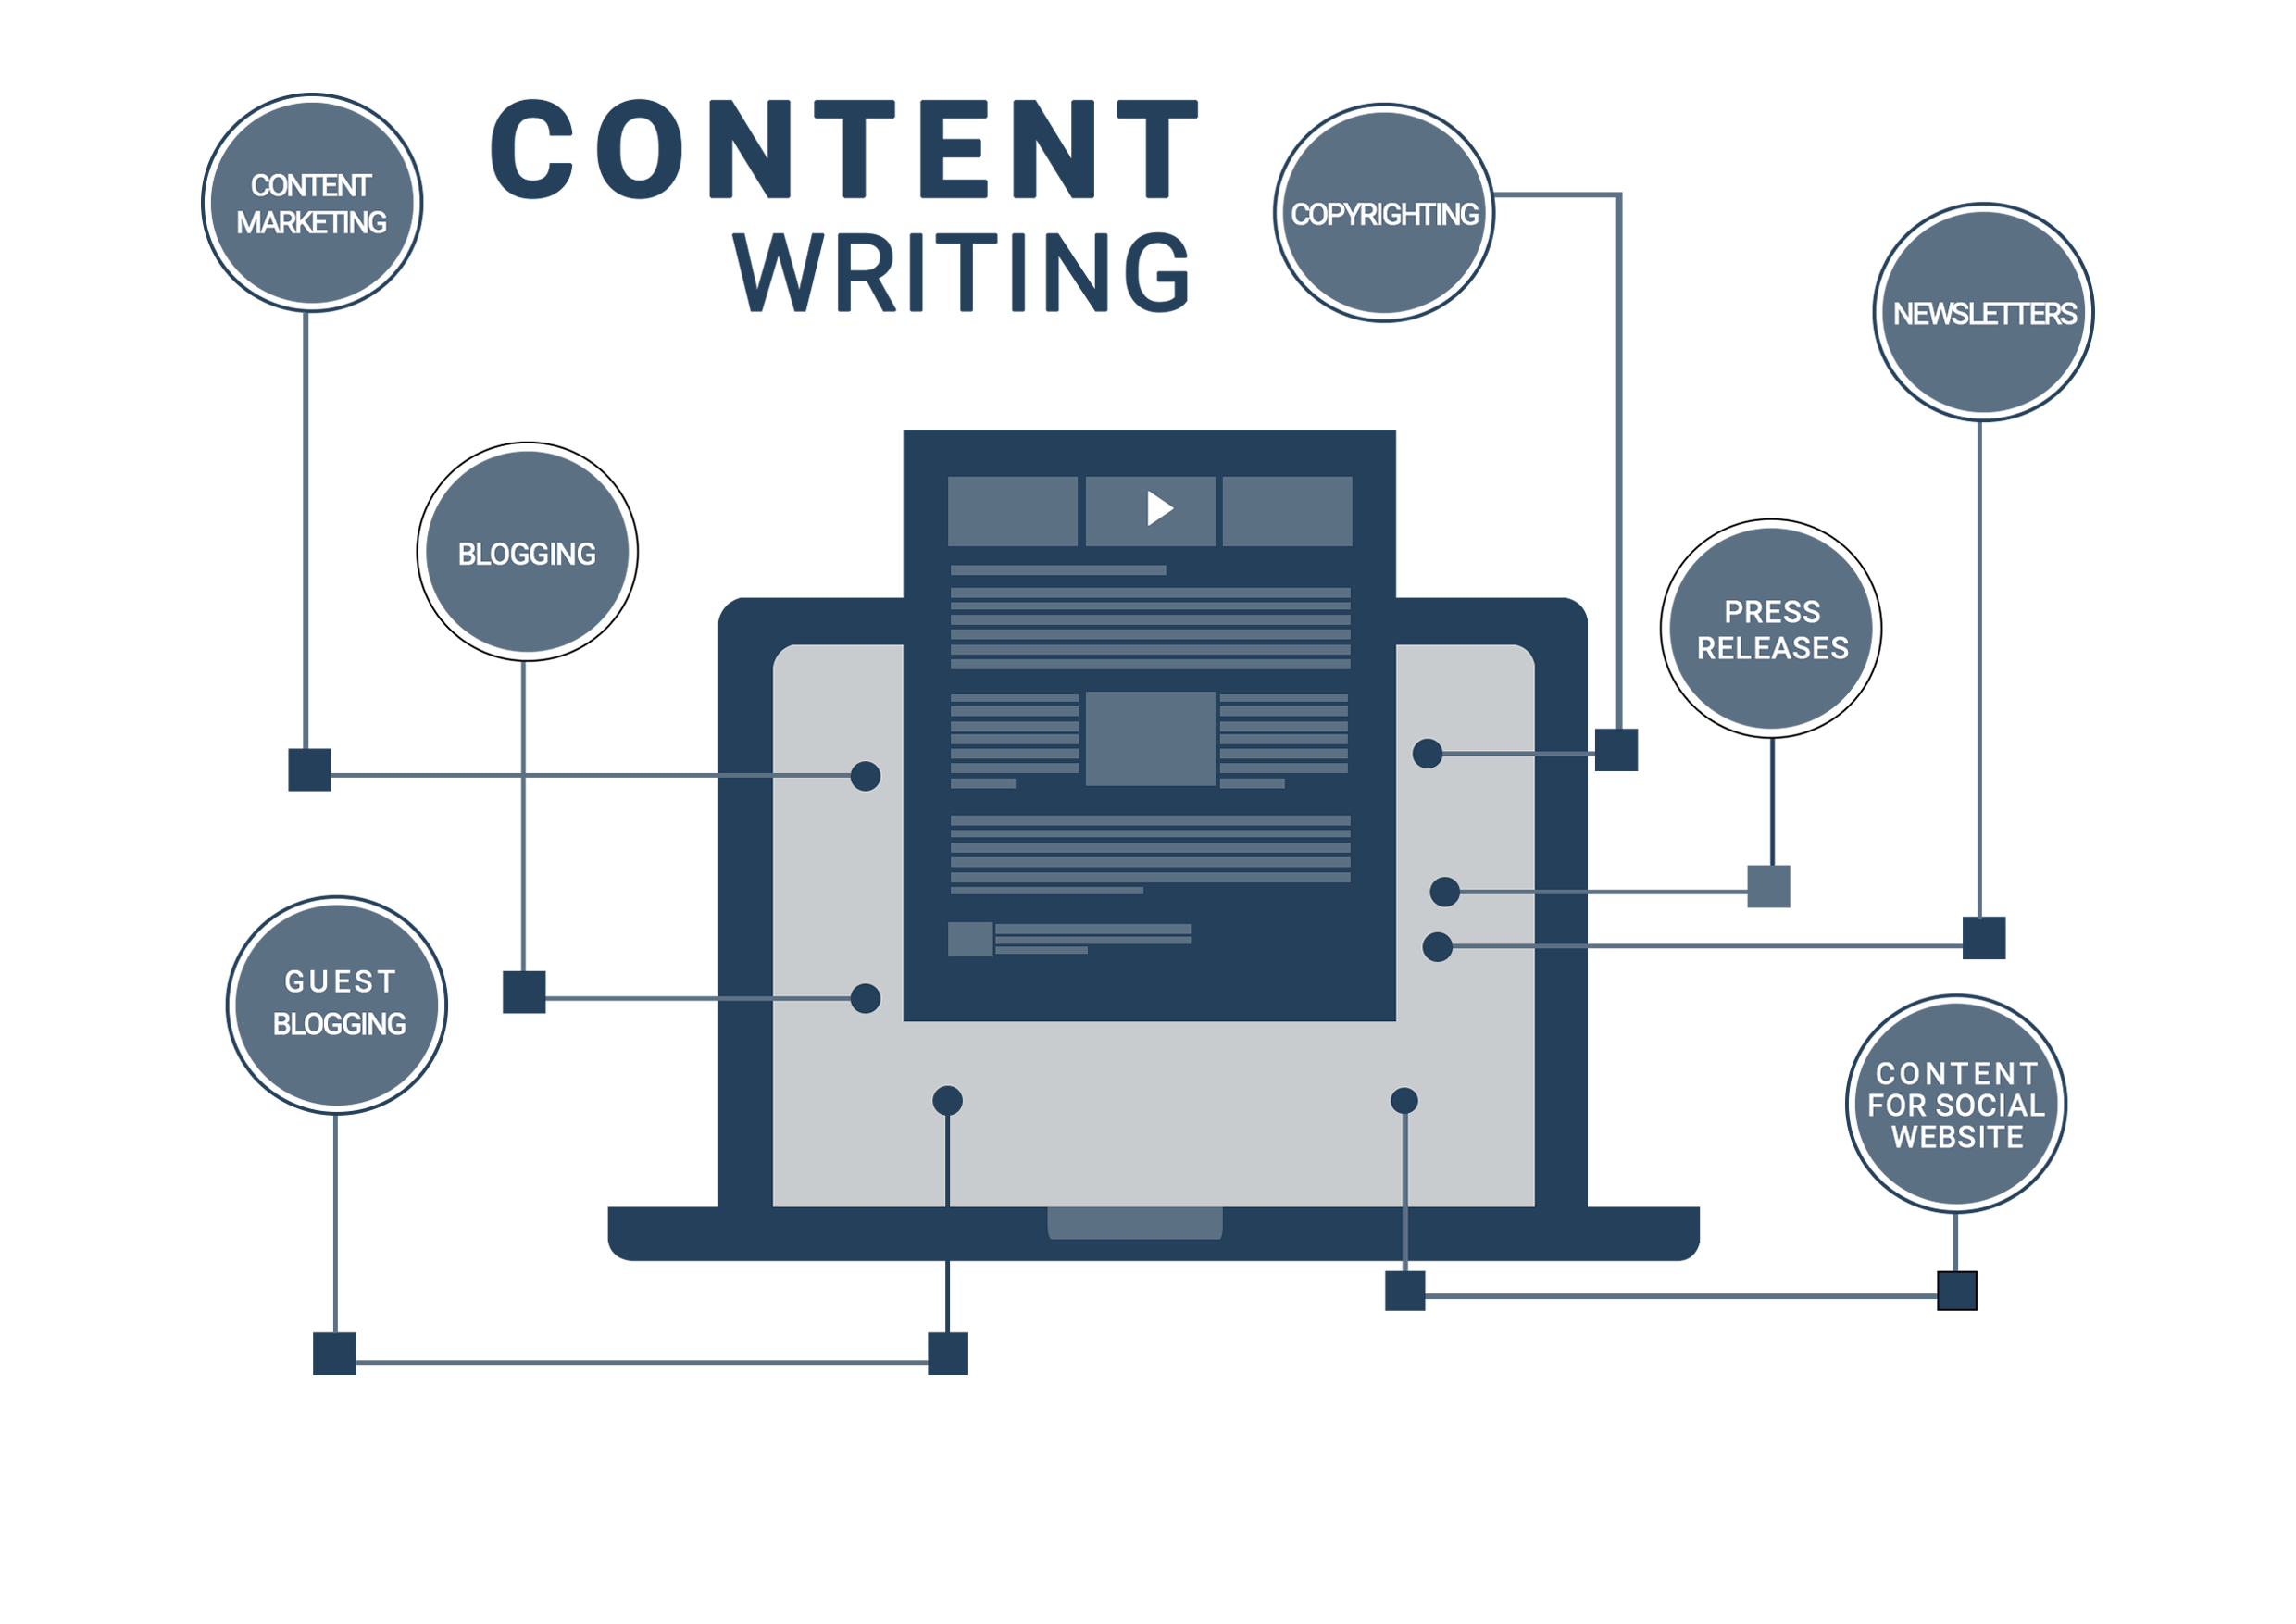 CONTENT
WRITING
CONTENT
MARKETING
COPYRIGHTING
NEWSLETTERS
BLOGGING
PRESS
RELEASES
GUEST
BLOGGING
CONTENT
FOR SOCIAL
WEBSITE